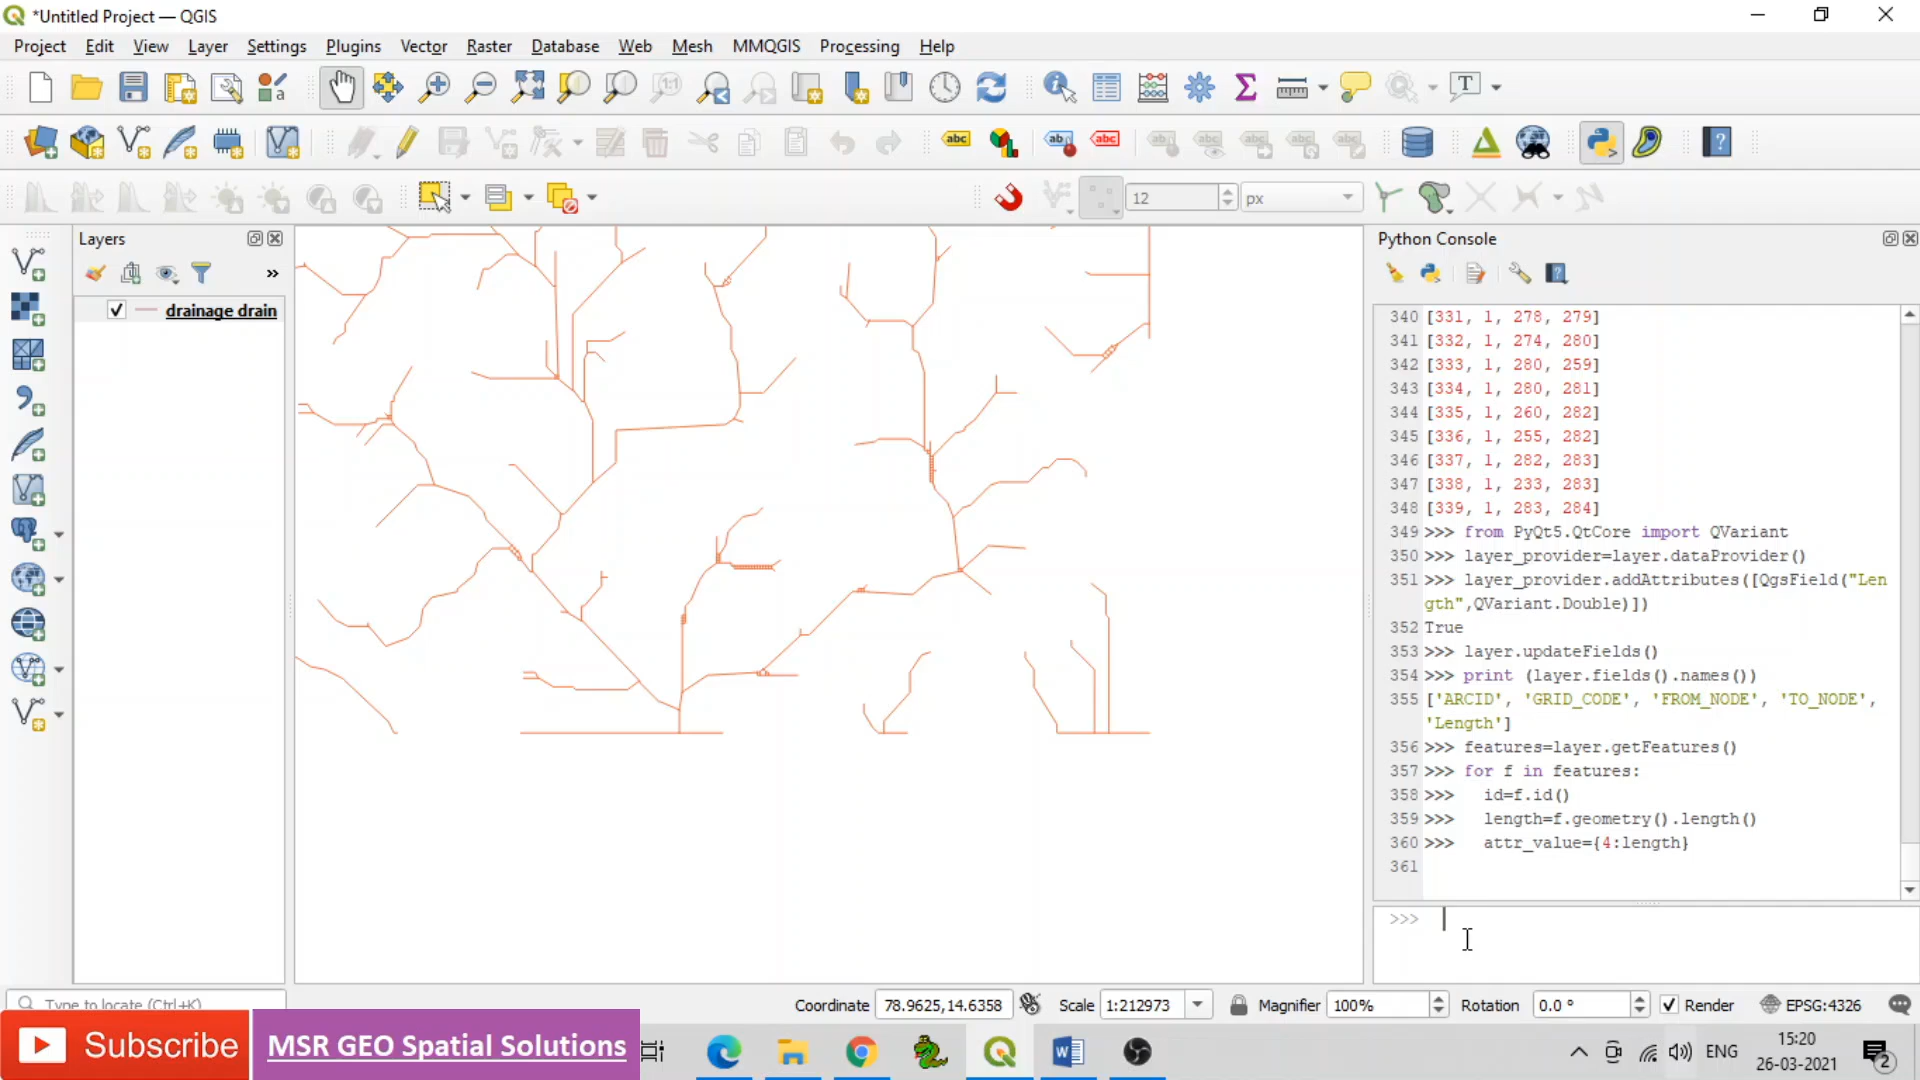 *Untitled Project — QGIS
Project Edit View Layer Settings Plugins Vector Raster Database Web Mesh MMQGIS Processing Help
12 px
Layers
drainage drain
Python Console
340 [331, 1, 278, 279]
341 [332, 1, 274, 280]
342 [333, 1, 280, 259]
343 [334, 1, 280, 281]
344 [335, 1, 260, 282]
345 [336, 1, 255, 282]
346 [337, 1, 282, 283]
347 [338, 1, 233, 283]
348 [339, 1, 283, 284]
349 >>> from PyQt5.QtCore import QVariant
350 >>> layer_provider=layer.dataProvider()
351 >>> layer_provider.addAttributes([QgsField("Len
gth",QVariant.Double)])
352 True
353 >>> layer.updateFields()
354 >>> print (layer.fields().names())
355 ['ARCID', 'GRID_CODE', 'FROM_NODE', 'TO_NODE',
'Length']
356 >>> features=layer.getFeatures()
357 >>> for f in features:
358 >>> id=f.id()
359 >>> length=f.geometry().length()
360 >>> attr_value={4:length}
361
>>>
Type to locate (Ctrl+K)
Coordinate 78.9625,14.6358 Scale 1:212973 Magnifier 100% Rotation 0.0 ° Render EPSG:4326
Subscribe
MSR GEO Spatial Solutions
ENG
15:20
26-03-2021
2